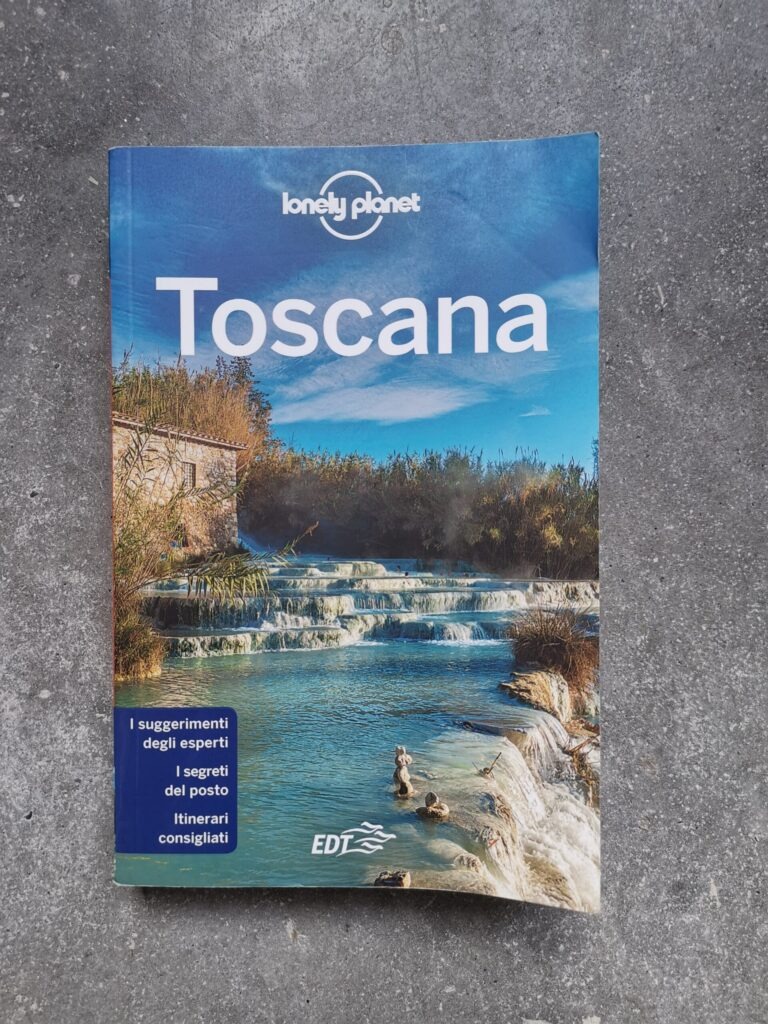 lonely planet
Toscana
I suggerimenti
degli esperti
I segreti
del posto
Itinerari
consigliati
EDT